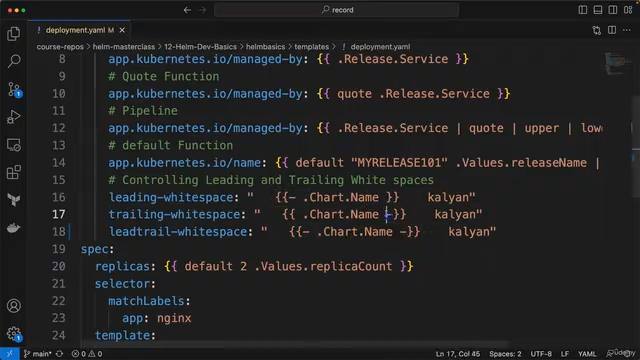 record
deployment.yaml M
course-repos > helm-masterclass > 12-Helm-Dev-Basics > helmbasics > templates > ! deployment.yaml
8 app.kubernetes.io/managed-by: {{ .Release.Service }}
9 # Quote Function
10 app.kubernetes.io/managed-by: {{ quote .Release.Service }}
11 # Pipeline
12 app.kubernetes.io/managed-by: {{ .Release.Service | quote | upper | lowe
13 # default Function
14 app.kubernetes.io/name: {{ default "MYRELEASE101" .Values.releaseName |
15 # Controlling Leading and Trailing White spaces
16 leading-whitespace: "   {{- .Chart.Name }}    kalyan"
17 trailing-whitespace: "   {{ .Chart.Name -}}    kalyan"
18 leadtrail-whitespace: "   {{- .Chart.Name -}}    kalyan"
19 spec:
20 replicas: {{ default 2 .Values.replicaCount }}
21 selector:
22 matchLabels:
23 app: nginx
24 template:
main* 0 0 Ln 17, Col 45 Spaces: 2 UTF-8 LF YAML